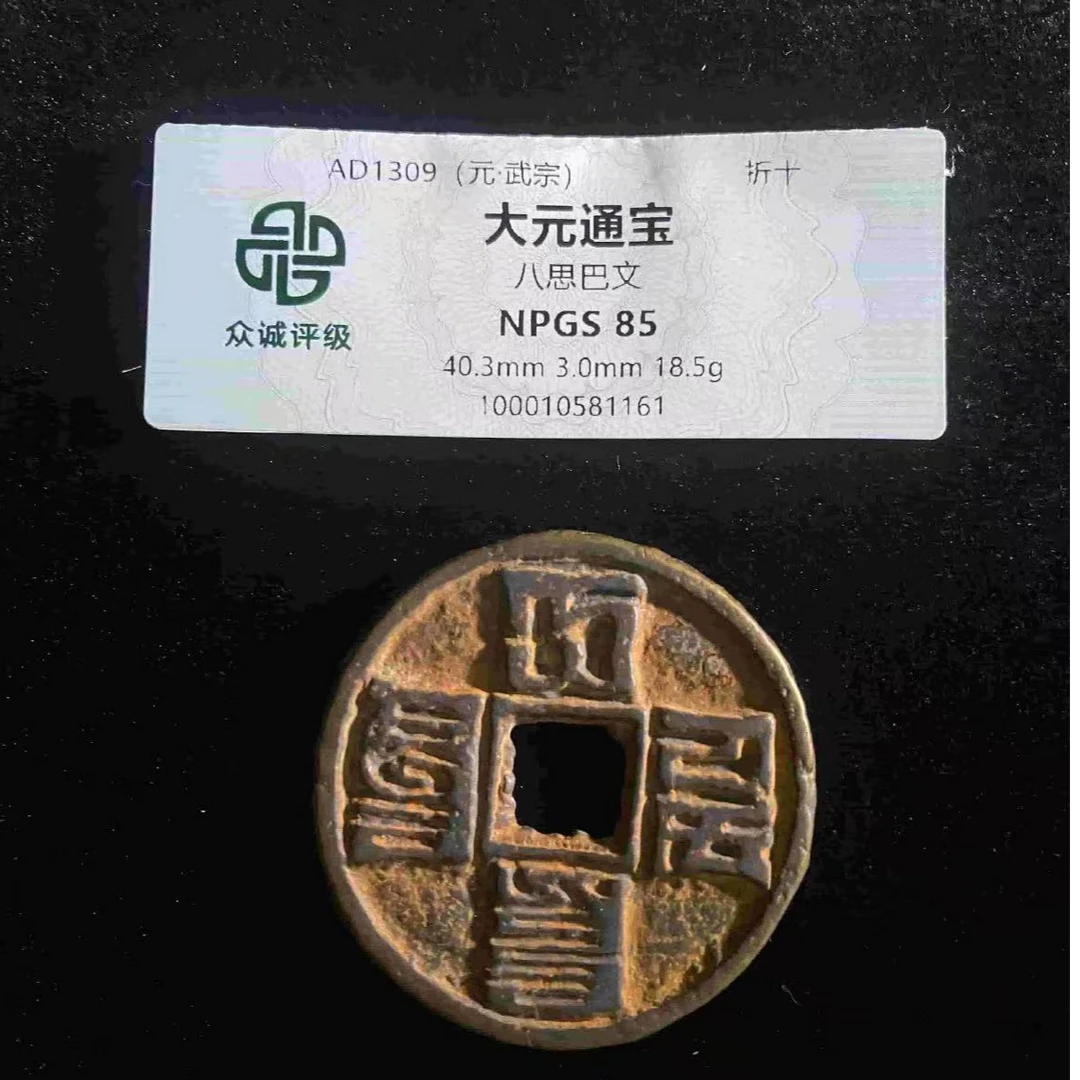 AD1309（元·武宗） 折十
大元通宝
八思巴文
NPGS 85
众诚评级
40.3mm 3.0mm 18.5g
100010581161